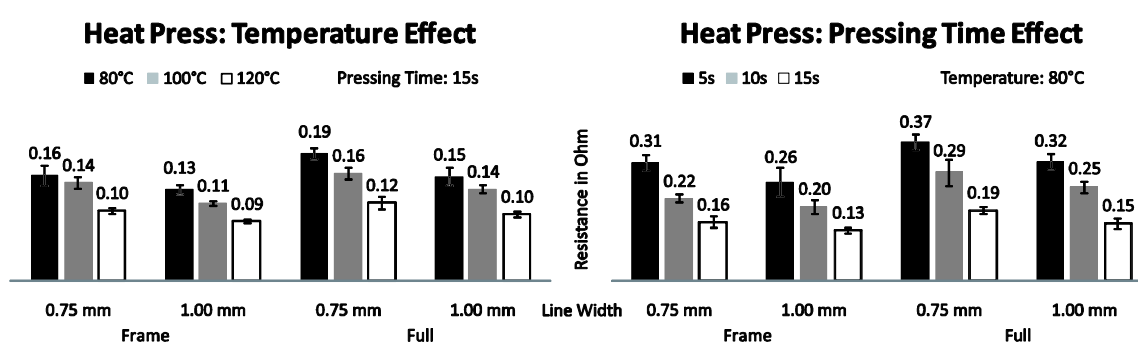 Heat Press: Temperature Effect
80°C 100°C 120°C Pressing Time: 15s
0.16 0.14 0.10 0.13 0.11 0.09 0.19 0.16 0.12 0.15 0.14 0.10
0.75 mm 1.00 mm 0.75 mm 1.00 mm
Frame Full
Line Width
Heat Press: Pressing Time Effect
5s 10s 15s Temperature: 80°C
Resistance in Ohm
0.31 0.22 0.16 0.26 0.20 0.13 0.37 0.29 0.19 0.32 0.25 0.15
0.75 mm 1.00 mm 0.75 mm 1.00 mm
Frame Full